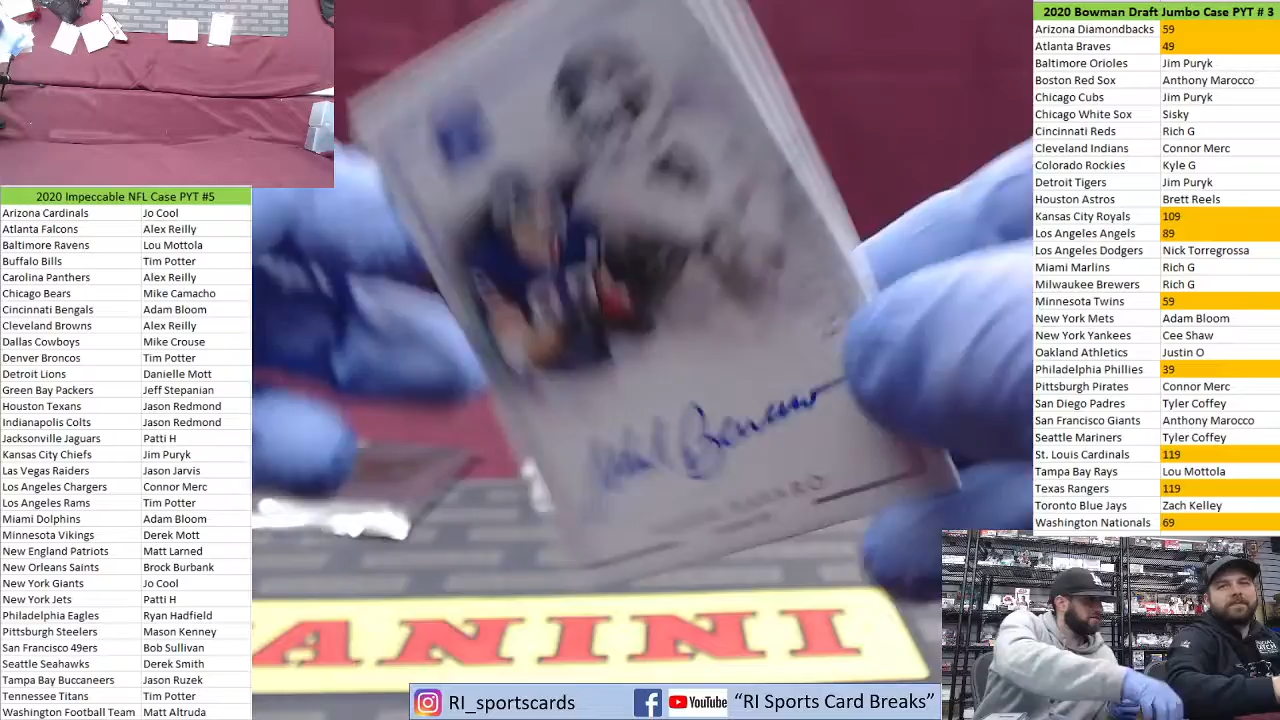 2020 Impeccable NFL Case PYT #5
Arizona Cardinals Jo Cool
Atlanta Falcons Alex Reilly
Baltimore Ravens Lou Mottola
Buffalo Bills Tim Potter
Carolina Panthers Alex Reilly
Chicago Bears Mike Camacho
Cincinnati Bengals Adam Bloom
Cleveland Browns Alex Reilly
Dallas Cowboys Mike Crouse
Denver Broncos Tim Potter
Detroit Lions Danielle Mott
Green Bay Packers Jeff Stepanian
Houston Texans Jason Redmond
Indianapolis Colts Jason Redmond
Jacksonville Jaguars Patti H
Kansas City Chiefs Jim Puryk
Las Vegas Raiders Jason Jarvis
Los Angeles Chargers Connor Merc
Los Angeles Rams Tim Potter
Miami Dolphins Adam Bloom
Minnesota Vikings Derek Mott
New England Patriots Matt Larned
New Orleans Saints Brock Burbank
New York Giants Jo Cool
New York Jets Patti H
Philadelphia Eagles Ryan Hadfield
Pittsburgh Steelers Mason Kenney
San Francisco 49ers Bob Sullivan
Seattle Seahawks Derek Smith
Tampa Bay Buccaneers Jason Ruzek
Tennessee Titans Tim Potter
Washington Football Team Matt Altruda
ANINI
RI_sportscards
YouTube
"RI Sports Card Breaks"
2020 Bowman Draft Jumbo Case PYT # 3
Arizona Diamondbacks 59
Atlanta Braves 49
Baltimore Orioles Jim Puryk
Boston Red Sox Anthony Marocco
Chicago Cubs Jim Puryk
Chicago White Sox Sisky
Cincinnati Reds Rich G
Cleveland Indians Connor Merc
Colorado Rockies Kyle G
Detroit Tigers Jim Puryk
Houston Astros Brett Reels
Kansas City Royals 109
Los Angeles Angels 89
Los Angeles Dodgers Nick Torregrossa
Miami Marlins Rich G
Milwaukee Brewers Rich G
Minnesota Twins 59
New York Mets Adam Bloom
New York Yankees Cee Shaw
Oakland Athletics Justin O
Philadelphia Phillies 39
Pittsburgh Pirates Connor Merc
San Diego Padres Tyler Coffey
San Francisco Giants Anthony Marocco
Seattle Mariners Tyler Coffey
St. Louis Cardinals 119
Tampa Bay Rays Lou Mottola
Texas Rangers 119
Toronto Blue Jays Zach Kelley
Washington Nationals 69